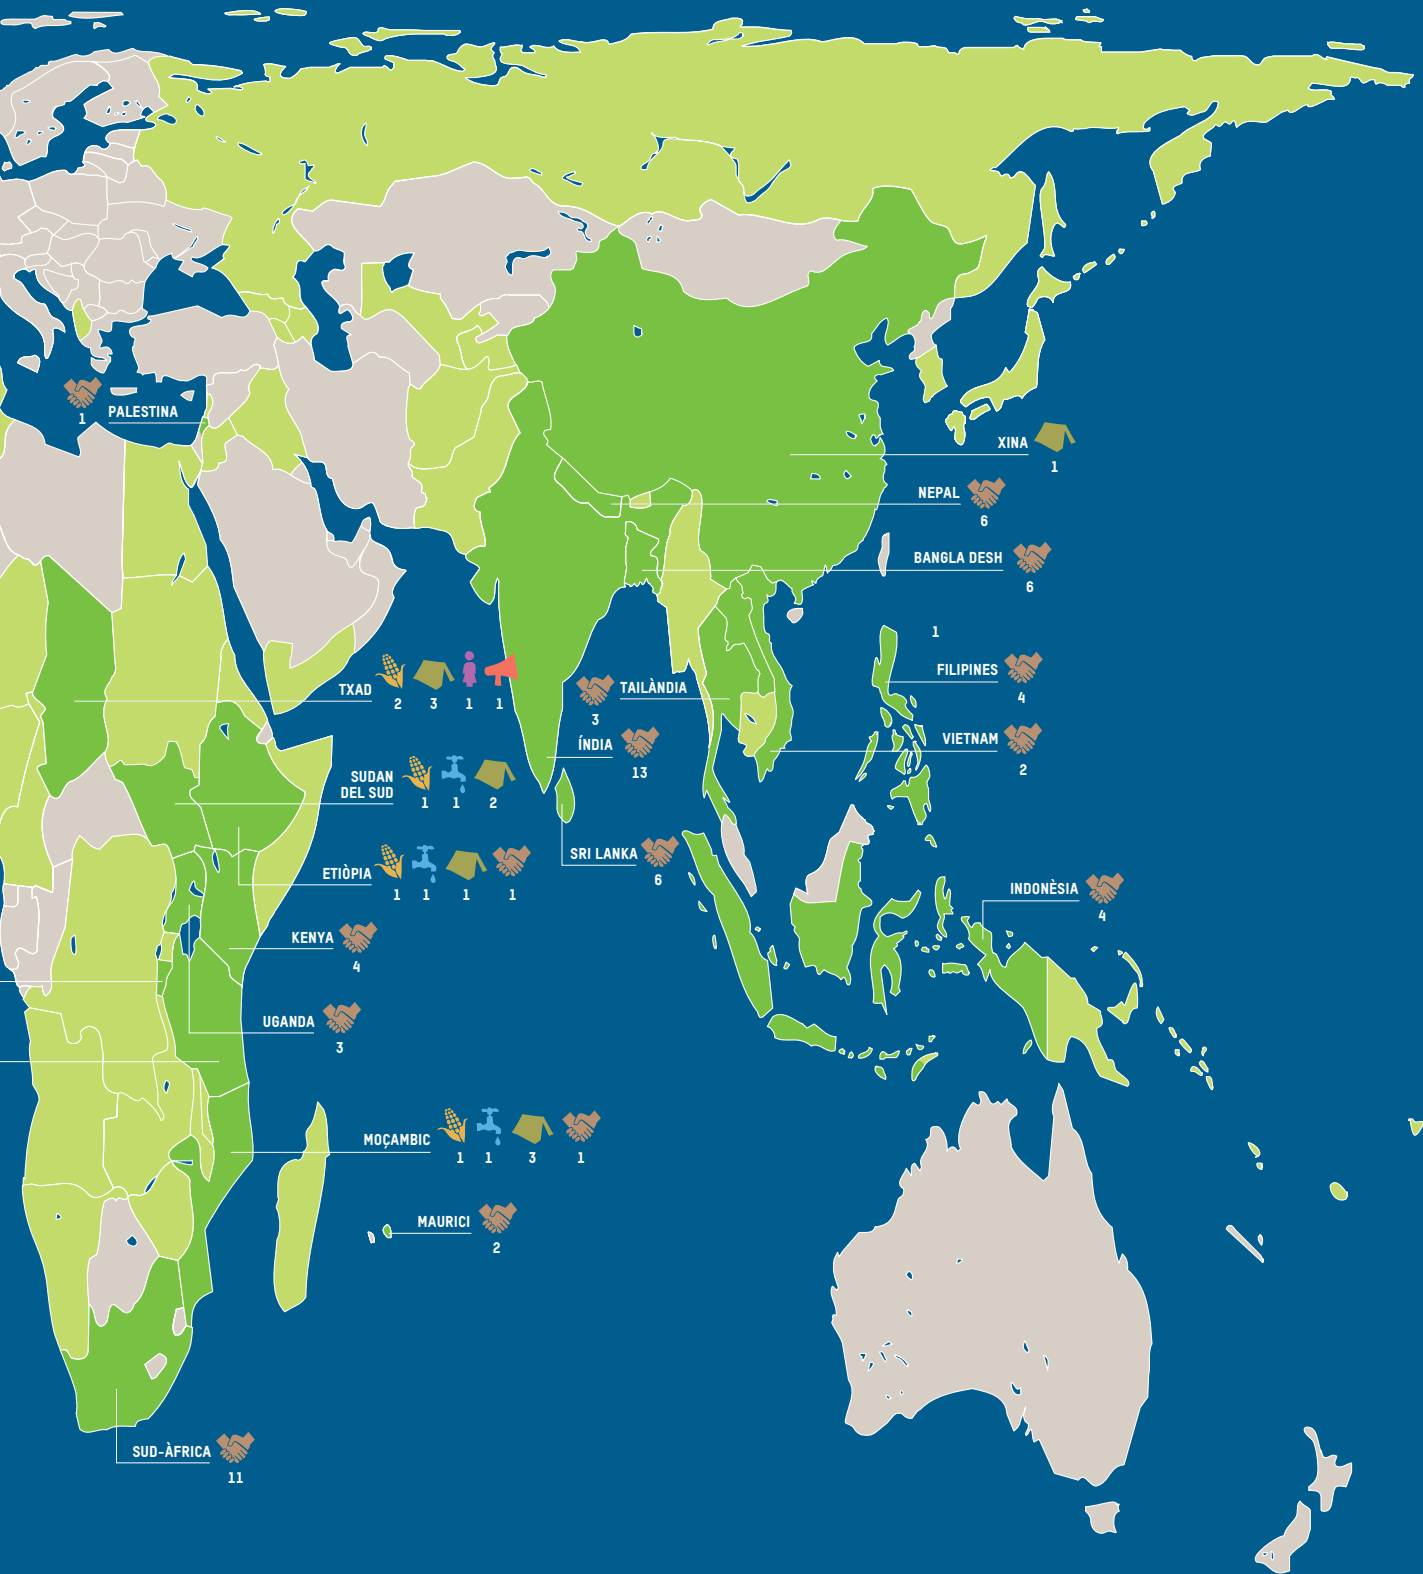 PALESTINA
1
XINA
1
NEPAL
6
BANGLA DESH
6
1
FILIPINES
4
TXAD
2 3 1 1
TAILÀNDIA
3
VIETNAM
2
ÍNDIA
13
SUDAN
DEL SUD
1 1 2
SRI LANKA
6
ETIÒPIA
1 1 1 1
INDONÈSIA
4
KENYA
4
UGANDA
3
MOÇAMBIC
1 1 3 1
MAURICI
2
SUD-ÀFRICA
11